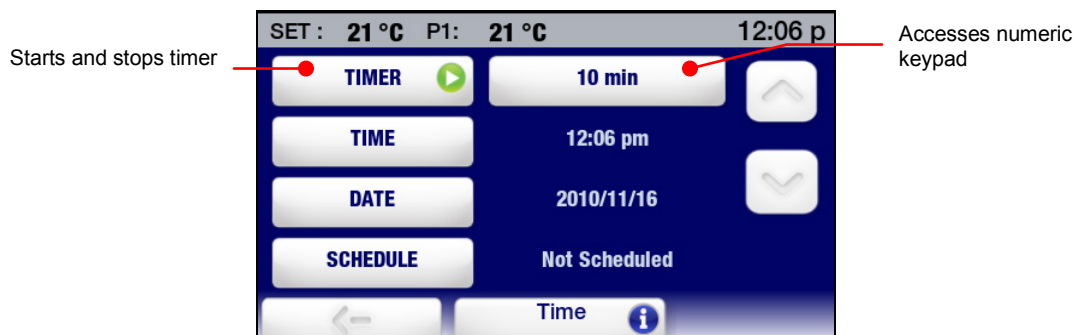 SET : 21 °C P1: 21 °C 12:06 p
Starts and stops timer
Accesses numeric
keypad
TIMER 10 min
TIME 12:06 pm
DATE 2010/11/16
SCHEDULE Not Scheduled
Time i